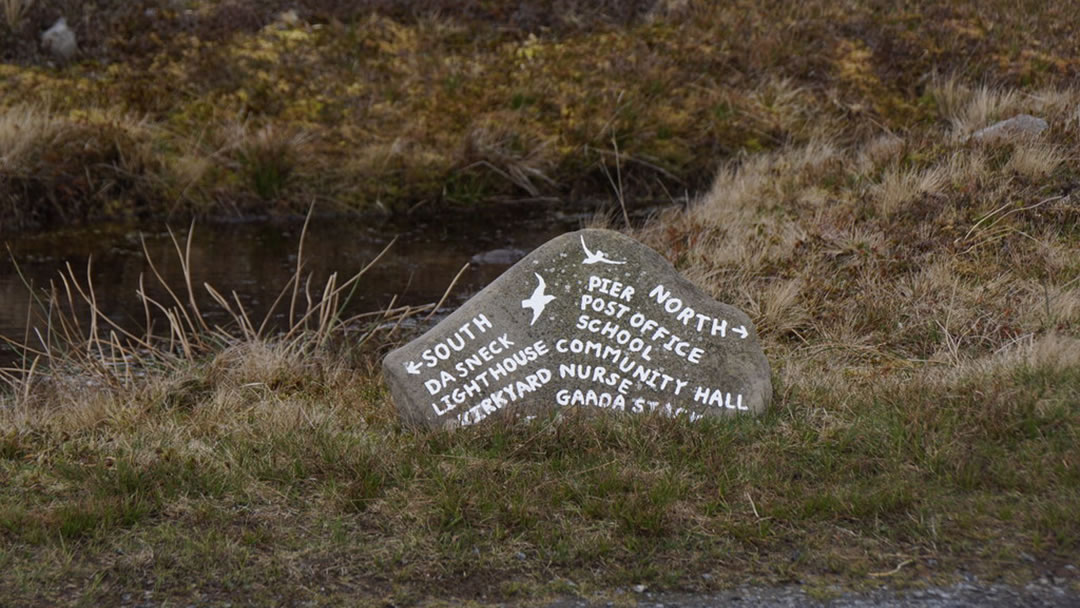 ← SOUTH
DA SNECK
LIGHTHOUSE
KIRKYARD
NORTH →
PIER
POST OFFICE
SCHOOL
COMMUNITY HALL
NURSE
GAADA STACK